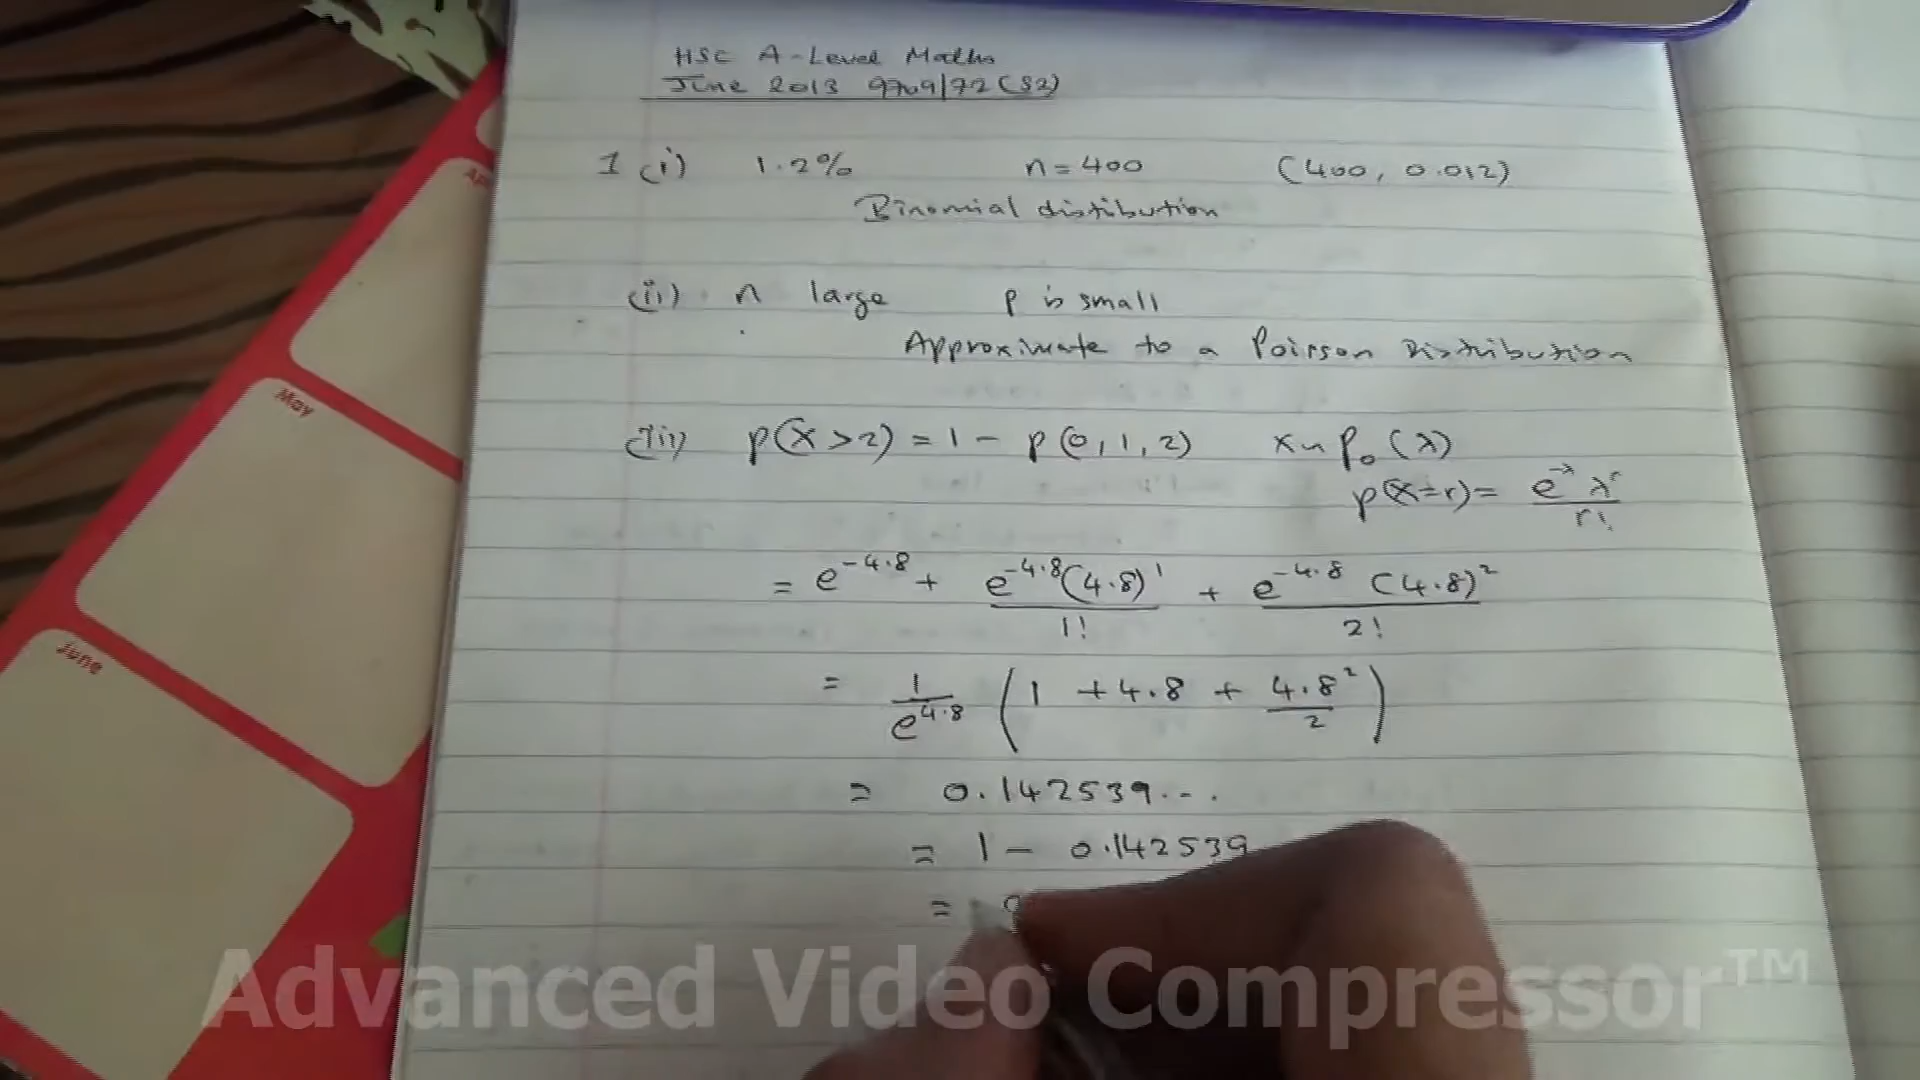 HSC A-Level Maths
June 2013 9709/72 (S2)
1 (i) 1.2% n = 400 (400, 0.012)
Binomial distibution
(ii) n large p is small
Approximate to a Poisson Distribution
(iii) p(x > 2) = 1 - p(0, 1, 2) x ~ Po (λ)
p(x=r) = e^-λ λ^r / r!
= e^-4.8 + e^-4.8 (4.8)^1 / 1! + e^-4.8 (4.8)^2 / 2!
= 1 / e^4.8 (1 + 4.8 + 4.8^2 / 2)
= 0.142539...
= 1 - 0.142539
=
April
May
June
Advanced Video Compressor™